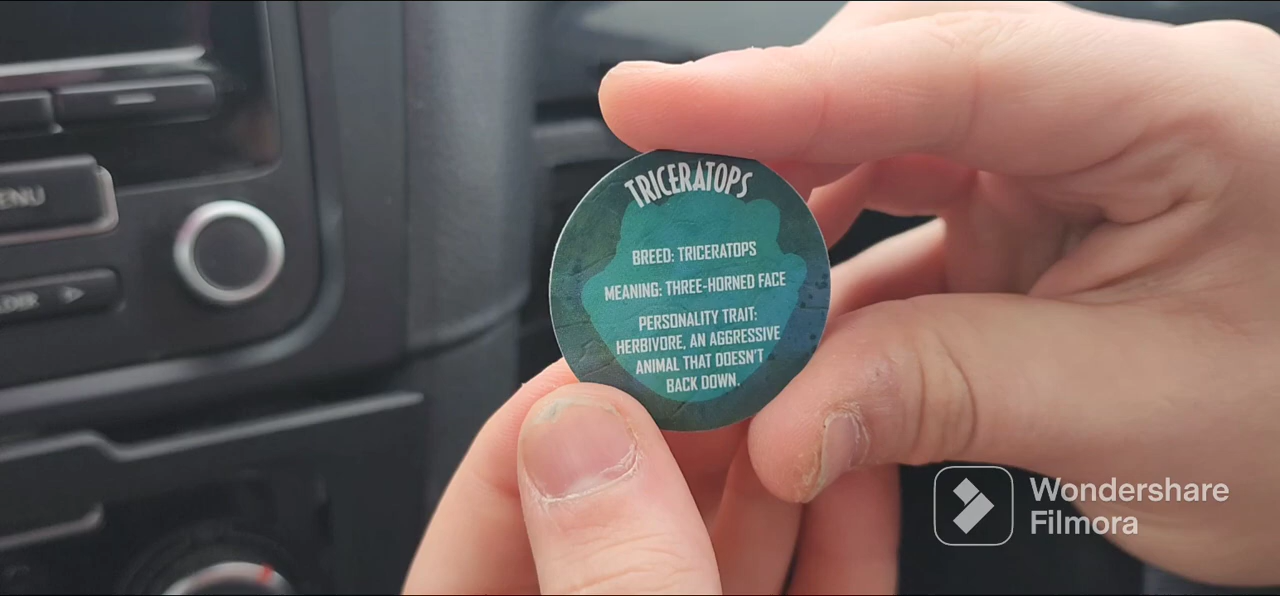 TRICERATOPS
BREED: TRICERATOPS
MEANING: THREE-HORNED FACE
PERSONALITY TRAIT:
HERBIVORE, AN AGGRESSIVE
ANIMAL THAT DOESN'T
BACK DOWN.
ENU
Wondershare
Filmora